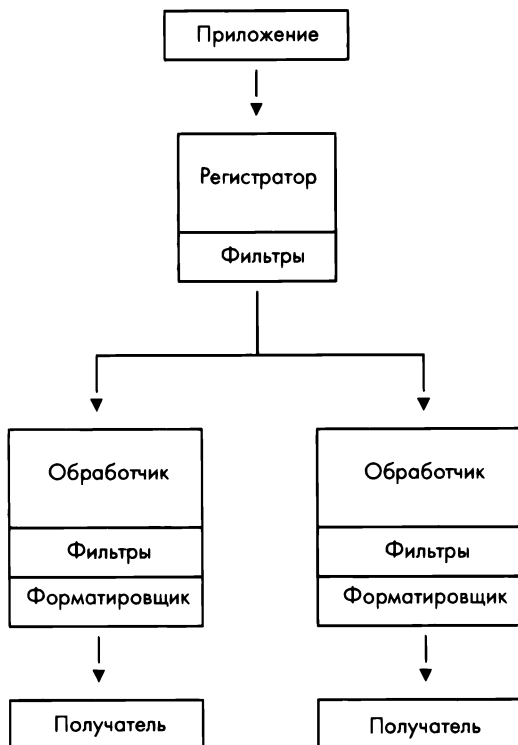 Приложение
Регистратор
Фильтры
Обработчик
Фильтры
Форматировщик
Получатель
Обработчик
Фильтры
Форматировщик
Получатель